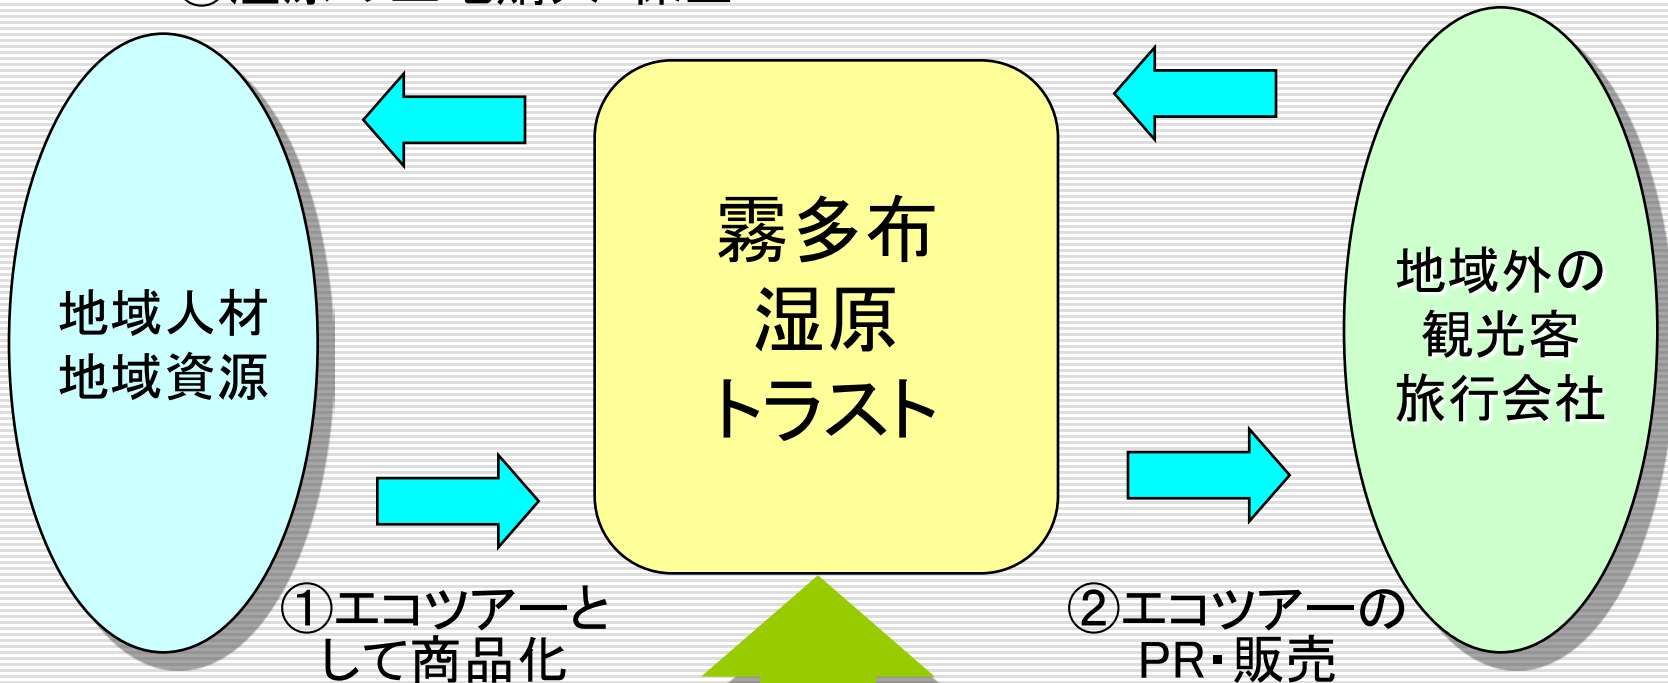 地域人材
地域資源
霧多布
湿原
トラスト
地域外の
観光客
旅行会社
①エコツアーと
して商品化
②エコツアーの
PR・販売